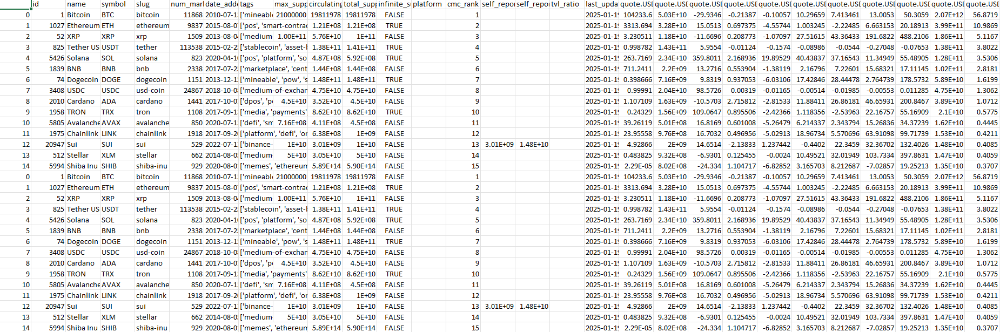 id name symbol slug num_marl date_adde tags max_supp circulating total_supp infinite_su platform cmc_rank self_repor self_repor tvl_ratio last_updat quote.USD quote.USD quote.USD quote.USD quote.USD quote.USD quote.USD quote.USD quote.USD quote.USD quote.USD
0 1 Bitcoin BTC bitcoin 11868 2010-07-1 ['mineabl 21000000 19811978 19811978 FALSE 1 2025-01-1 104233.6 5.03E+10 -29.9346 -0.21387 -0.10057 10.29659 7.413461 13.0053 50.3059 2.07E+12 56.8719
1 1027 Ethereum ETH ethereum 9837 2015-08-0 ['pos', 'smart-contrac 1.21E+08 1.21E+08 TRUE 2 2025-01-1 3313.694 3.28E+10 15.0513 0.697375 -4.55744 1.003245 -2.22485 6.663153 20.18913 3.99E+11 10.9869
2 52 XRP XRP xrp 1509 2013-08-0 ['medium- 1.00E+11 5.76E+10 1E+11 FALSE 3 2025-01-1 3.230511 1.18E+10 -11.6696 0.208773 -1.07097 27.51615 43.36433 191.6822 488.2106 1.86E+11 5.1167
3 825 Tether US USDT tether 113538 2015-02-2 ['stablecoin', 'asset-b 1.38E+11 1.41E+11 TRUE 4 2025-01-1 0.998782 1.43E+11 5.9554 -0.01124 -0.1574 -0.08986 -0.0544 -0.27048 -0.07653 1.38E+11 3.8022
4 5426 Solana SOL solana 823 2020-04-1 ['pos', 'platform', 'so 4.87E+08 5.92E+08 TRUE 5 2025-01-1 263.7169 2.34E+10 359.8011 2.168936 19.89529 40.43837 37.16543 11.34949 55.48905 1.28E+11 3.5306
5 1839 BNB BNB bnb 2338 2017-07-2 ['marketplace', 'cent 1.44E+08 1.44E+08 FALSE 6 2025-01-1 711.2411 2.2E+09 13.2716 0.553904 -1.38119 2.16796 7.22601 15.68321 17.11145 1.02E+11 2.8181
6 74 Dogecoin DOGE dogecoin 1151 2013-12-1 ['mineable', 'pow', 's 1.48E+11 1.48E+11 TRUE 7 2025-01-1 0.398666 7.16E+09 9.8319 0.937053 -6.03106 17.42846 28.44478 2.764739 178.5732 5.89E+10 1.6199
7 3408 USDC USDC usd-coin 24867 2018-10-0 ['medium-of-exchan 4.75E+10 4.75E+10 FALSE 8 2025-01-1 0.99991 2.04E+10 98.5726 0.00319 -0.01165 -0.00514 -0.01985 -0.00553 0.011285 4.75E+10 1.3062
8 2010 Cardano ADA cardano 1441 2017-10-0 ['dpos', 'p 4.5E+10 3.52E+10 4.5E+10 FALSE 9 2025-01-1 1.107109 1.63E+09 -10.5703 2.715812 -2.81533 11.88411 26.86181 46.65931 200.8467 3.89E+10 1.0712
9 1958 TRON TRX tron 1108 2017-09-1 ['media', 'payments', 8.62E+10 8.62E+10 TRUE 10 2025-01-1 0.24329 1.56E+09 109.0647 0.895506 -2.42366 1.118356 -2.53963 22.16757 55.16909 2.1E+10 0.5775
10 5805 Avalanche AVAX avalanche 850 2020-07-1 ['defi', 'sm 7.16E+08 4.11E+08 4.5E+08 FALSE 11 2025-01-1 39.26119 5.01E+08 16.8169 0.601008 -5.26479 6.214337 2.343794 15.26836 34.37239 1.62E+10 0.4445
11 1975 Chainlink LINK chainlink 1918 2017-09-2 ['platform', 'defi', 'or 6.38E+08 1E+09 FALSE 12 2025-01-1 23.95558 9.76E+08 16.7032 0.496956 -5.02913 18.96734 5.570696 63.91098 99.71739 1.53E+10 0.4211
12 20947 Sui SUI sui 529 2022-07-1 ['binance- 1E+10 3.01E+09 1E+10 FALSE 13 3.01E+09 1.48E+10 2025-01-1 4.92866 2E+09 14.6514 -2.13833 1.237442 -0.4402 22.3459 32.36702 132.4026 1.48E+10 0.4085
13 512 Stellar XLM stellar 662 2014-08-0 ['medium- 5E+10 3.05E+10 5E+10 FALSE 14 2025-01-1 0.483825 9.32E+08 -6.9301 0.125455 -0.0024 10.49521 32.01949 103.7334 397.8631 1.47E+10 0.4059
14 5994 Shiba Inu SHIB shiba-inu 929 2020-08-0 ['memes', 'ethereum 5.89E+14 5.90E+14 FALSE 15 2025-01-1 2.29E-05 8.02E+08 -24.334 1.104717 -6.82852 3.165703 8.212687 -7.02857 19.25213 1.35E+10 0.3707
0 1 Bitcoin BTC bitcoin 11868 2010-07-1 ['mineabl 21000000 19811978 19811978 FALSE 1 2025-01-1 104233.6 5.03E+10 -29.9346 -0.21387 -0.10057 10.29659 7.413461 13.0053 50.3059 2.07E+12 56.8719
1 1027 Ethereum ETH ethereum 9837 2015-08-0 ['pos', 'smart-contrac 1.21E+08 1.21E+08 TRUE 2 2025-01-1 3313.694 3.28E+10 15.0513 0.697375 -4.55744 1.003245 -2.22485 6.663153 20.18913 3.99E+11 10.9869
2 52 XRP XRP xrp 1509 2013-08-0 ['medium- 1.00E+11 5.76E+10 1E+11 FALSE 3 2025-01-1 3.230511 1.18E+10 -11.6696 0.208773 -1.07097 27.51615 43.36433 191.6822 488.2106 1.86E+11 5.1167
3 825 Tether US USDT tether 113538 2015-02-2 ['stablecoin', 'asset-b 1.38E+11 1.41E+11 TRUE 4 2025-01-1 0.998782 1.43E+11 5.9554 -0.01124 -0.1574 -0.08986 -0.0544 -0.27048 -0.07653 1.38E+11 3.8022
4 5426 Solana SOL solana 823 2020-04-1 ['pos', 'platform', 'so 4.87E+08 5.92E+08 TRUE 5 2025-01-1 263.7169 2.34E+10 359.8011 2.168936 19.89529 40.43837 37.16543 11.34949 55.48905 1.28E+11 3.5306
5 1839 BNB BNB bnb 2338 2017-07-2 ['marketplace', 'cent 1.44E+08 1.44E+08 FALSE 6 2025-01-1 711.2411 2.2E+09 13.2716 0.553904 -1.38119 2.16796 7.22601 15.68321 17.11145 1.02E+11 2.8181
6 74 Dogecoin DOGE dogecoin 1151 2013-12-1 ['mineable', 'pow', 's 1.48E+11 1.48E+11 TRUE 7 2025-01-1 0.398666 7.16E+09 9.8319 0.937053 -6.03106 17.42846 28.44478 2.764739 178.5732 5.89E+10 1.6199
7 3408 USDC USDC usd-coin 24867 2018-10-0 ['medium-of-exchan 4.75E+10 4.75E+10 FALSE 8 2025-01-1 0.99991 2.04E+10 98.5726 0.00319 -0.01165 -0.00514 -0.01985 -0.00553 0.011285 4.75E+10 1.3062
8 2010 Cardano ADA cardano 1441 2017-10-0 ['dpos', 'p 4.5E+10 3.52E+10 4.5E+10 FALSE 9 2025-01-1 1.107109 1.63E+09 -10.5703 2.715812 -2.81533 11.88411 26.86181 46.65931 200.8467 3.89E+10 1.0712
9 1958 TRON TRX tron 1108 2017-09-1 ['media', 'payments', 8.62E+10 8.62E+10 TRUE 10 2025-01-1 0.24329 1.56E+09 109.0647 0.895506 -2.42366 1.118356 -2.53963 22.16757 55.16909 2.1E+10 0.5775
10 5805 Avalanche AVAX avalanche 850 2020-07-1 ['defi', 'sm 7.16E+08 4.11E+08 4.5E+08 FALSE 11 2025-01-1 39.26119 5.01E+08 16.8169 0.601008 -5.26479 6.214337 2.343794 15.26836 34.37239 1.62E+10 0.4445
11 1975 Chainlink LINK chainlink 1918 2017-09-2 ['platform', 'defi', 'or 6.38E+08 1E+09 FALSE 12 2025-01-1 23.95558 9.76E+08 16.7032 0.496956 -5.02913 18.96734 5.570696 63.91098 99.71739 1.53E+10 0.4211
12 20947 Sui SUI sui 529 2022-07-1 ['binance- 1E+10 3.01E+09 1E+10 FALSE 13 3.01E+09 1.48E+10 2025-01-1 4.92866 2E+09 14.6514 -2.13833 1.237442 -0.4402 22.3459 32.36702 132.4026 1.48E+10 0.4085
13 512 Stellar XLM stellar 662 2014-08-0 ['medium- 5E+10 3.05E+10 5E+10 FALSE 14 2025-01-1 0.483825 9.32E+08 -6.9301 0.125455 -0.0024 10.49521 32.01949 103.7334 397.8631 1.47E+10 0.4059
14 5994 Shiba Inu SHIB shiba-inu 929 2020-08-0 ['memes', 'ethereum 5.89E+14 5.90E+14 FALSE 15 2025-01-1 2.29E-05 8.02E+08 -24.334 1.104717 -6.82852 3.165703 8.212687 -7.02857 19.25213 1.35E+10 0.3707